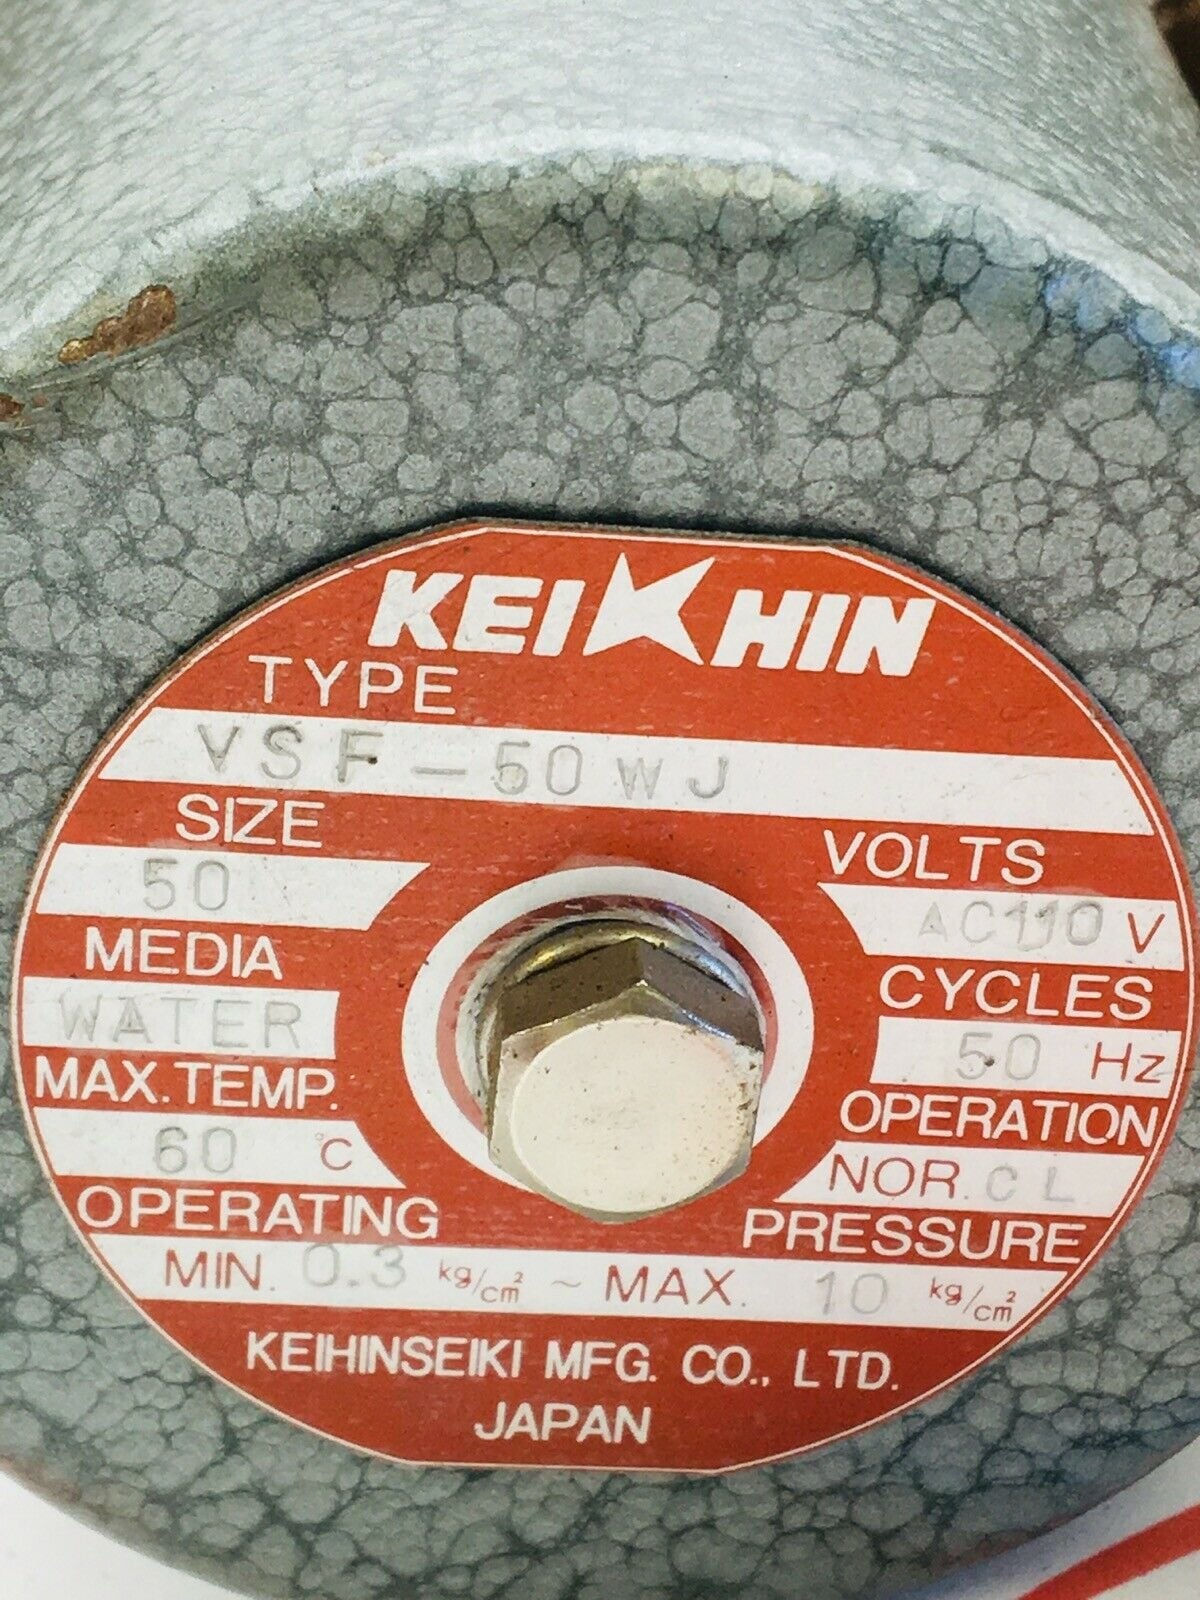 KEIKHIN
TYPE
VSF-50WJ
SIZE
50
VOLTS
AC110 V
MEDIA
WATER
CYCLES
50 Hz
MAX.TEMP.
60 °C
OPERATION
NOR.CL
OPERATING PRESSURE
MIN. 0.3 kg/cm² ~ MAX. 10 kg/cm²
KEIHINSEIKI MFG. CO., LTD.
JAPAN